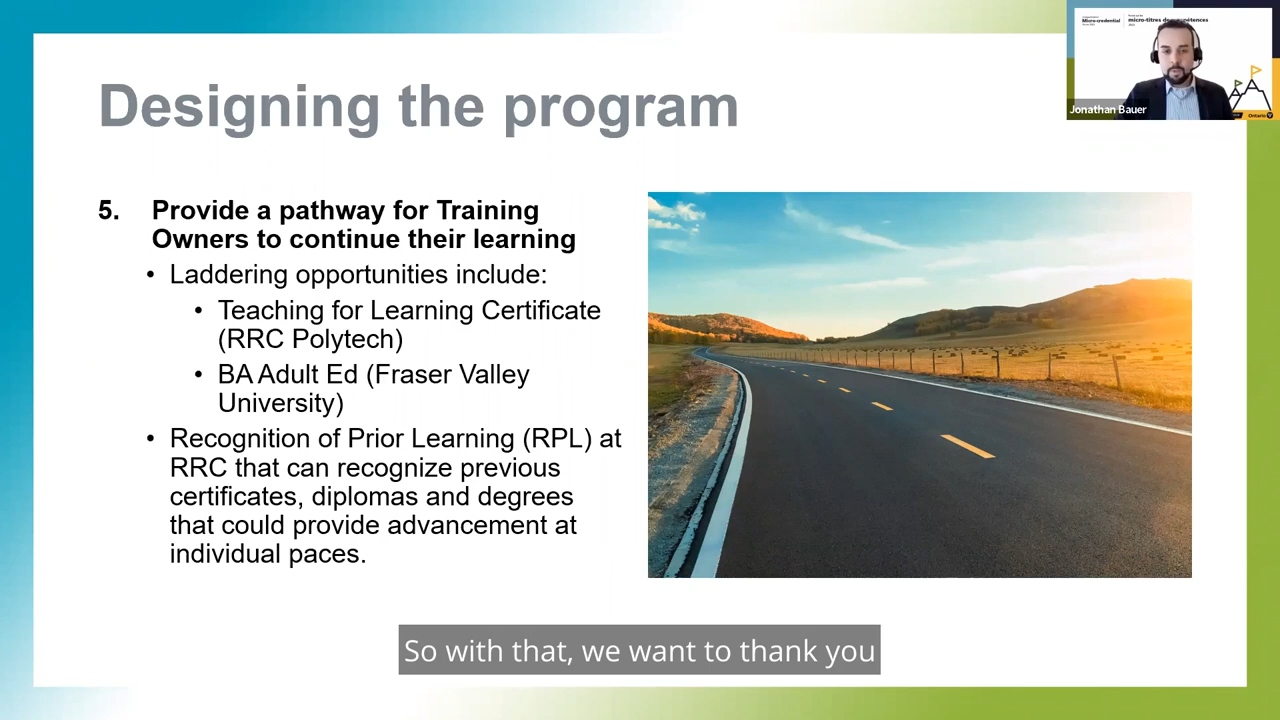 Designing the program
5. Provide a pathway for Training
Owners to continue their learning
• Laddering opportunities include:
• Teaching for Learning Certificate
(RRC Polytech)
• BA Adult Ed (Fraser Valley
University)
• Recognition of Prior Learning (RPL) at
RRC that can recognize previous
certificates, diplomas and degrees
that could provide advancement at
individual paces.
Micro-credential
Jonathan Bauer
Ontario
So with that, we want to thank you